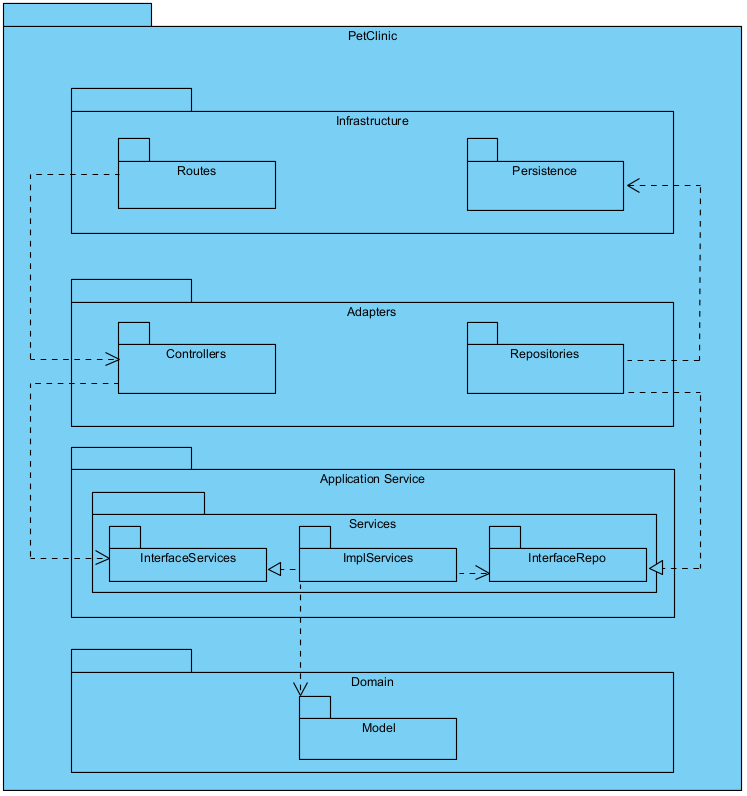 PetClinic
Infrastructure
Routes
Persistence
Adapters
Controllers
Repositories
Application Service
Services
InterfaceServices
ImplServices
InterfaceRepo
Domain
Model